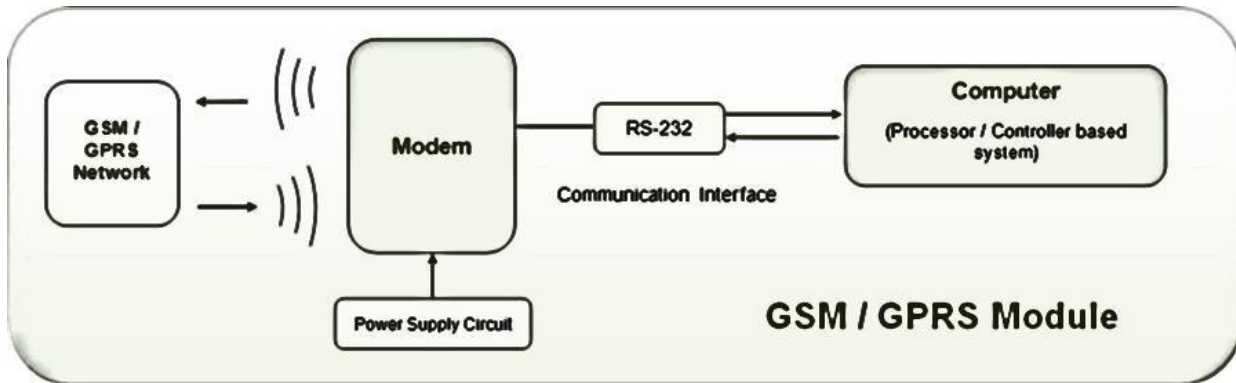 GSM /
GPRS
Network
Modem
RS-232
Communication Interface
Computer
(Processor / Controller based
system)
Power Supply Circuit
GSM / GPRS Module